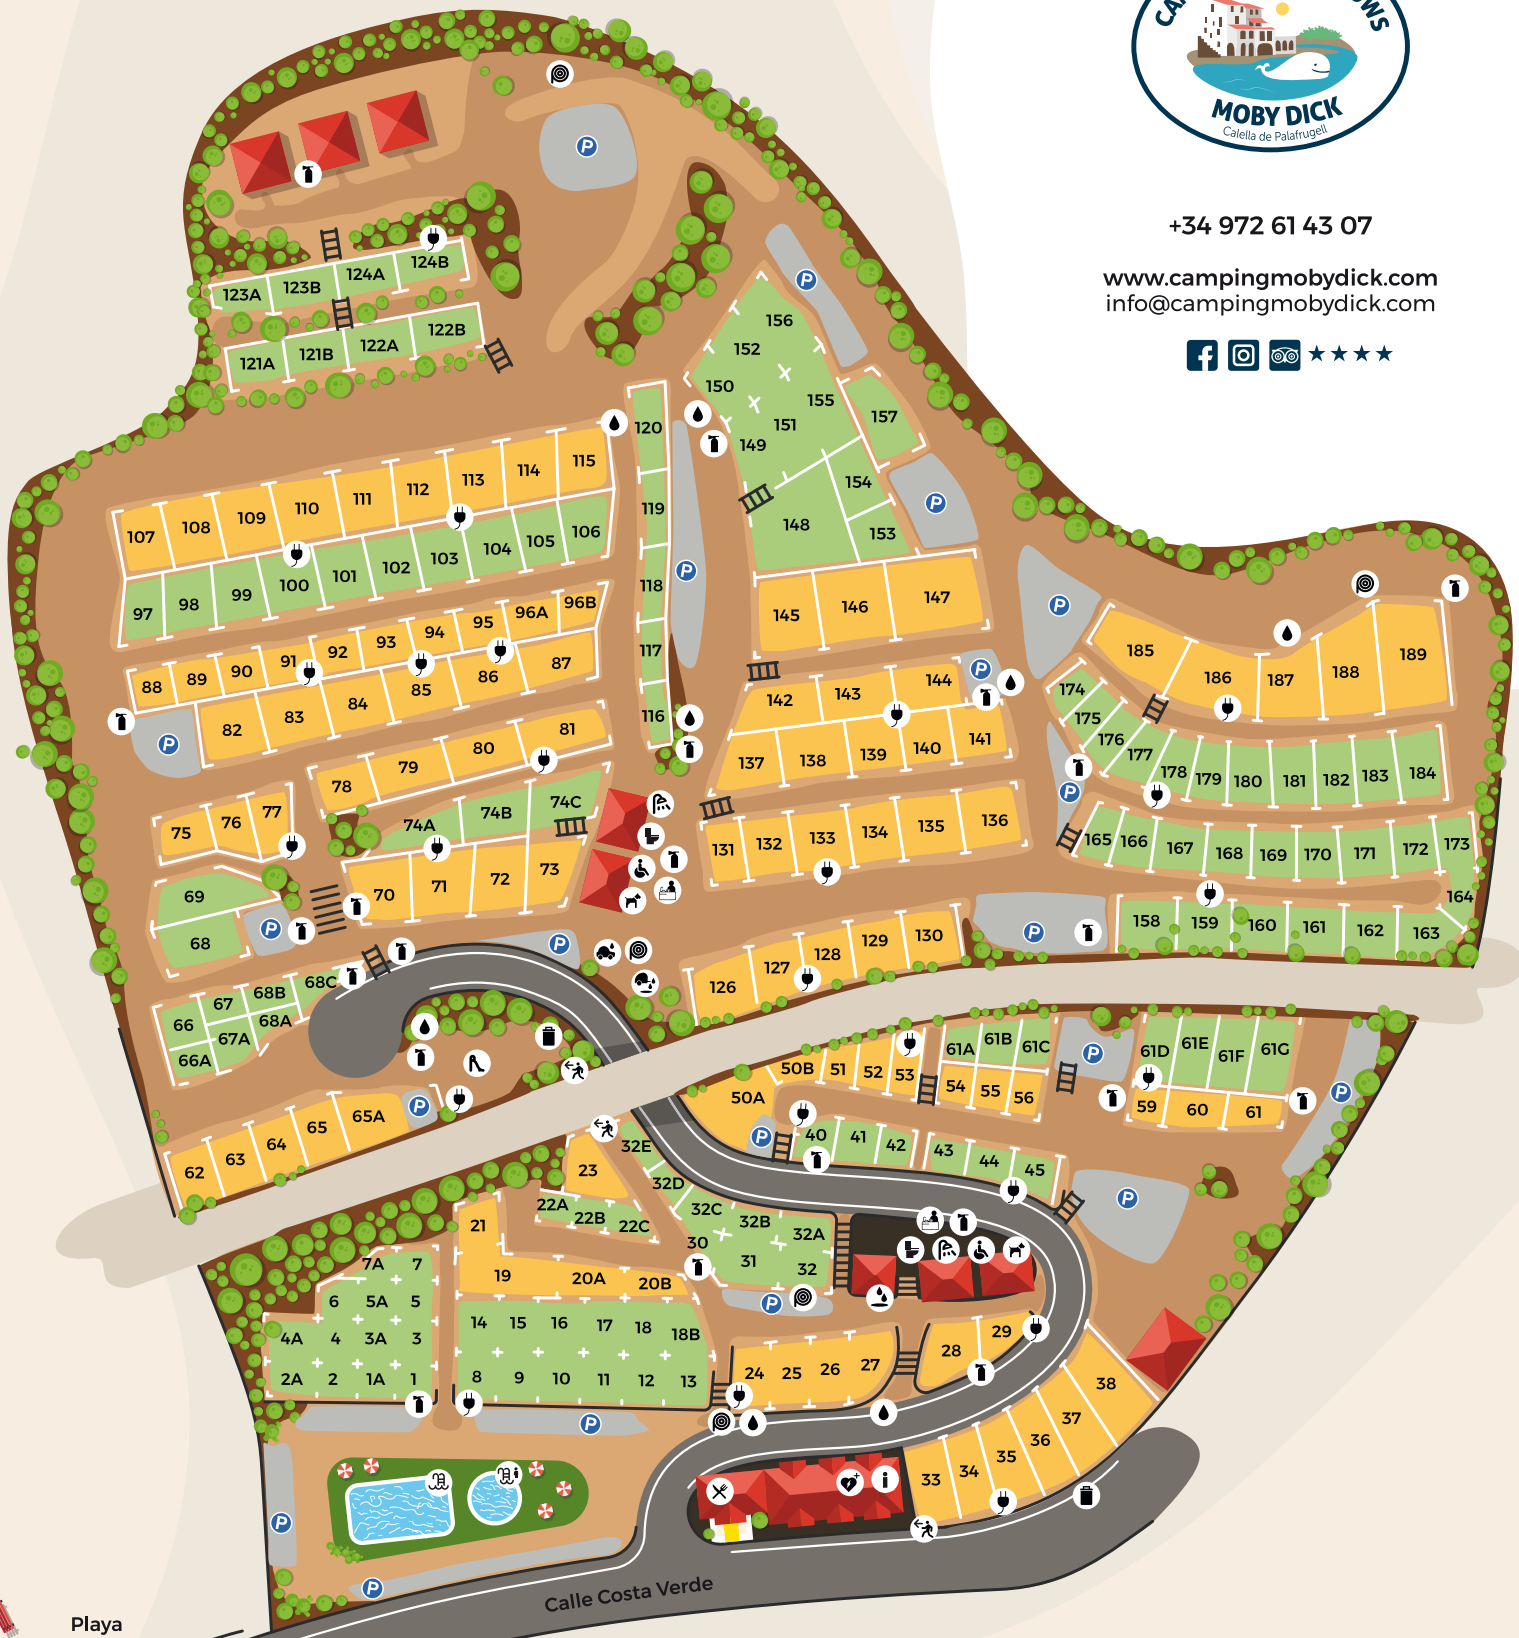 MOBY DICK
Calella de Palafrugell
+34 972 61 43 07
www.campingmobydick.com
info@campingmobydick.com
P
P
124B
124A
123B
123A
122B
122A
121B
121A
156
152
150
155
151
149
157
154
148
153
120
119
118
117
116
P
P
115
114
113
112
111
110
109
108
107
106
105
104
103
102
101
100
99
98
97
96B
96A
95
94
93
92
91
90
89
88
87
86
85
84
83
82
P
81
80
79
78
77
76
75
74C
74B
74A
73
72
71
70
69
68
P
P
145
146
147
P
P
142
143
144
137
138
139
140
141
131
132
133
134
135
136
126
127
128
129
130
P
185
186
187
188
189
174
175
176
177
178
179
180
181
182
183
184
P
165
166
167
168
169
170
171
172
173
164
158
159
160
161
162
163
68C
68B
67
66
68A
67A
66A
P
65A
65
64
63
62
50A
50B
51
52
53
61A
61B
61C
54
55
56
P
61D
61E
61F
61G
59
60
61
P
P
40
41
42
43
44
45
P
23
22A
22B
22C
32E
32D
32C
32B
32A
30
31
32
P
21
19
20A
20B
14
15
16
17
18
18B
8
9
10
11
12
13
7A
7
6
5A
5
4A
4
3A
3
2A
2
1A
1
24
25
26
27
28
29
P
P
38
37
36
35
34
33
i
P
Calle Costa Verde
Playa